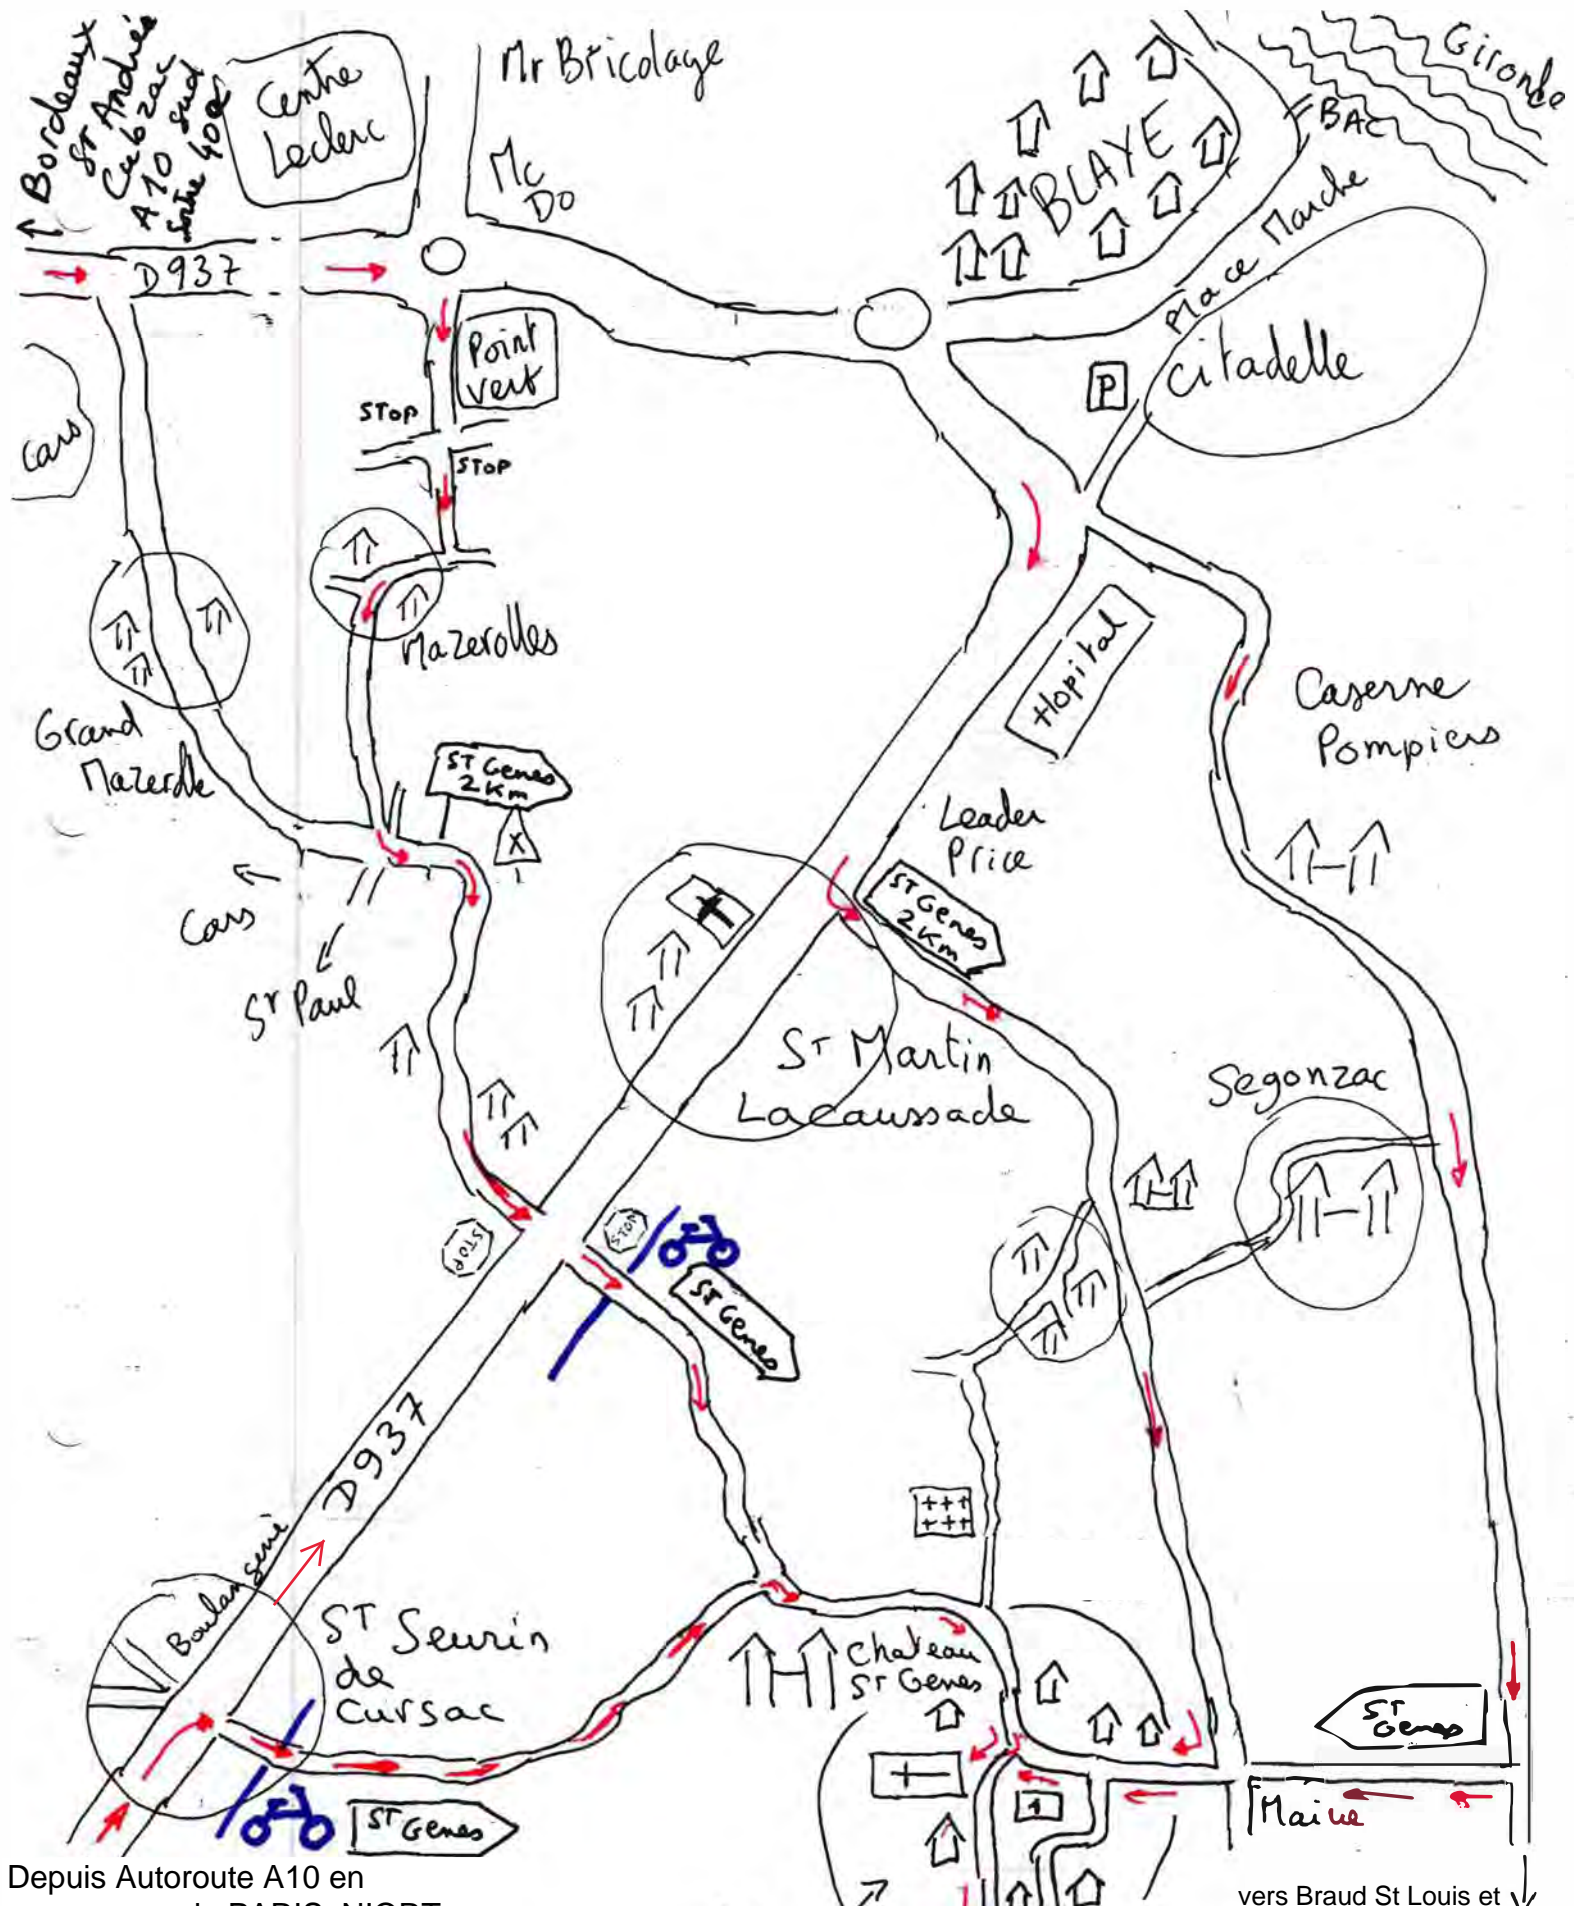 Bordeaux
St André
Cubzac
A10 sud
sortie 40a
Centre
Leclerc
Mr Bricolage
Mc
Do
BLAYE
Gironde
BAC
Place Marche
Citadelle
P
D937
Point
vert
STOP
STOP
Cars
Mazerolles
Grand
Mazerolle
ST Genes
2 Km
X
Cars
St Paul
Hopital
Caserne
Pompiers
Leader
Price
ST Genes
2 Km
ST Martin
Lacaussade
Segonzac
STOP
STOP
ST Genes
D937
Boulangerie
ST Seurin
de
Cursac
Chateau
ST Genes
ST
Genes
Mairie
ST Genes
Depuis Autoroute A10 en
PARIS NIORT
vers Braud St Louis et